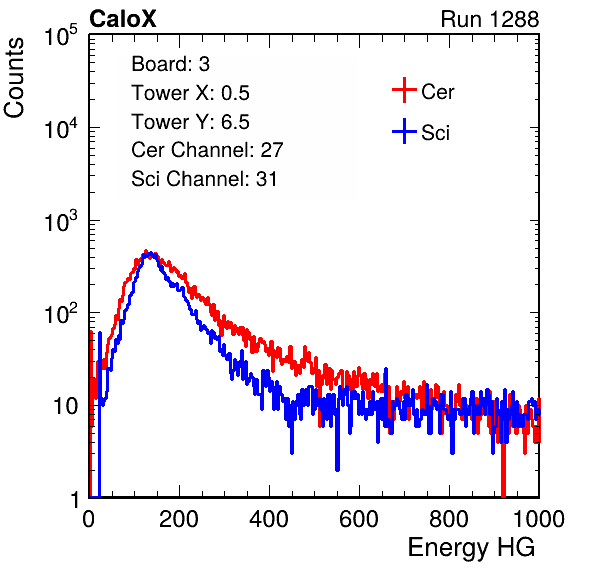 CaloX Run 1288
Counts
Board: 3
Tower X: 0.5
Tower Y: 6.5
Cer Channel: 27
Sci Channel: 31
Cer
Sci
10^5
10^4
10^3
10^2
10
1
0 200 400 600 800 1000
Energy HG